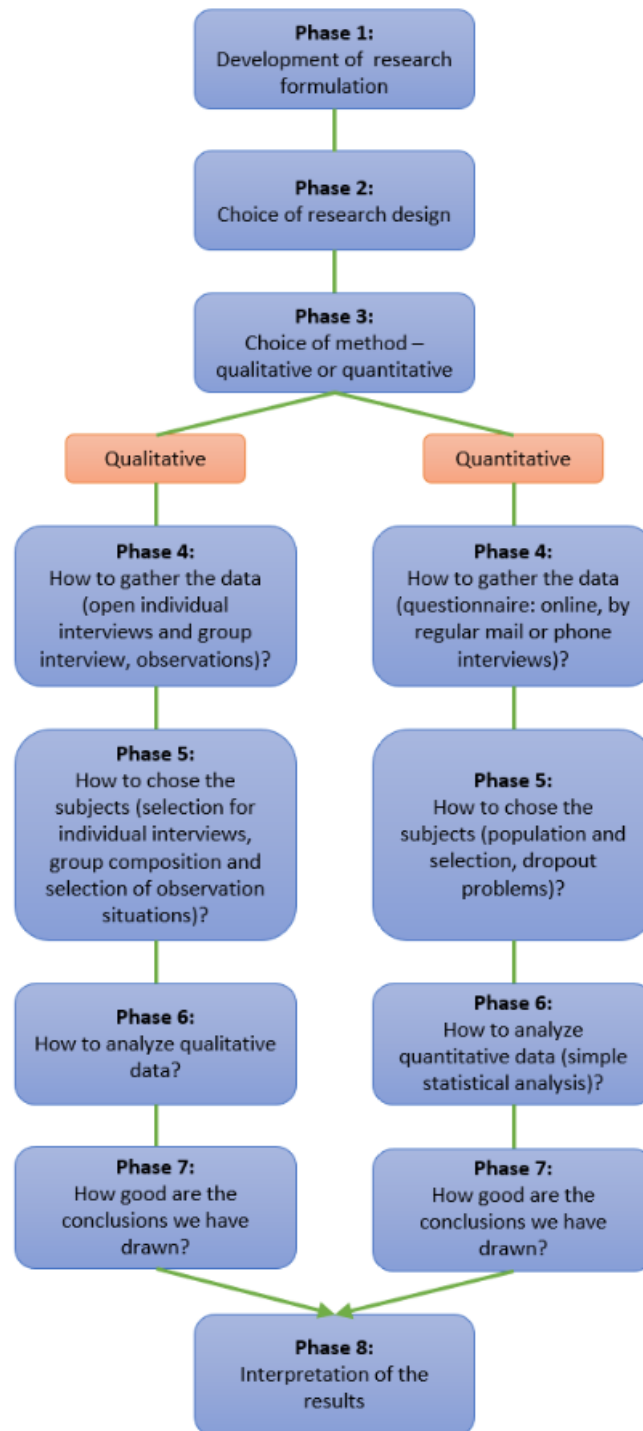 Phase 1:
Development of research
formulation
Phase 2:
Choice of research design
Phase 3:
Choice of method –
qualitative or quantitative
Qualitative
Quantitative
Phase 4:
How to gather the data
(open individual
interviews and group
interview, observations)?
Phase 4:
How to gather the data
(questionnaire: online, by
regular mail or phone
interviews)?
Phase 5:
How to chose the
subjects (selection for
individual interviews,
group composition and
selection of observation
situations)?
Phase 5:
How to chose the
subjects (population and
selection, dropout
problems)?
Phase 6:
How to analyze qualitative
data?
Phase 6:
How to analyze
quantitative data (simple
statistical analysis)?
Phase 7:
How good are the
conclusions we have
drawn?
Phase 7:
How good are the
conclusions we have
drawn?
Phase 8:
Interpretation of the
results